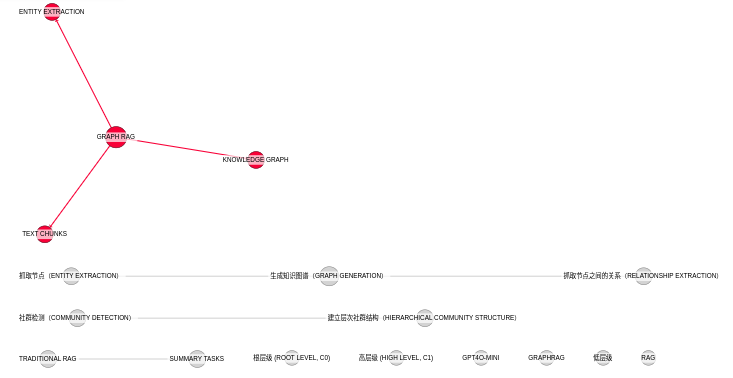 ENTITY EXTRACTION
GRAPH RAG
KNOWLEDGE GRAPH
TEXT CHUNKS
抓取节点（ENTITY EXTRACTION） 生成知识图谱（GRAPH GENERATION） 抓取节点之间的关系（RELATIONSHIP EXTRACTION）
社群检测（COMMUNITY DETECTION） 建立层次社群结构（HIERARCHICAL COMMUNITY STRUCTURE）
TRADITIONAL RAG SUMMARY TASKS 根层级 (ROOT LEVEL, C0) 高层级 (HIGH LEVEL, C1) GPT4O-MINI GRAPHRAG 低层级 RAG